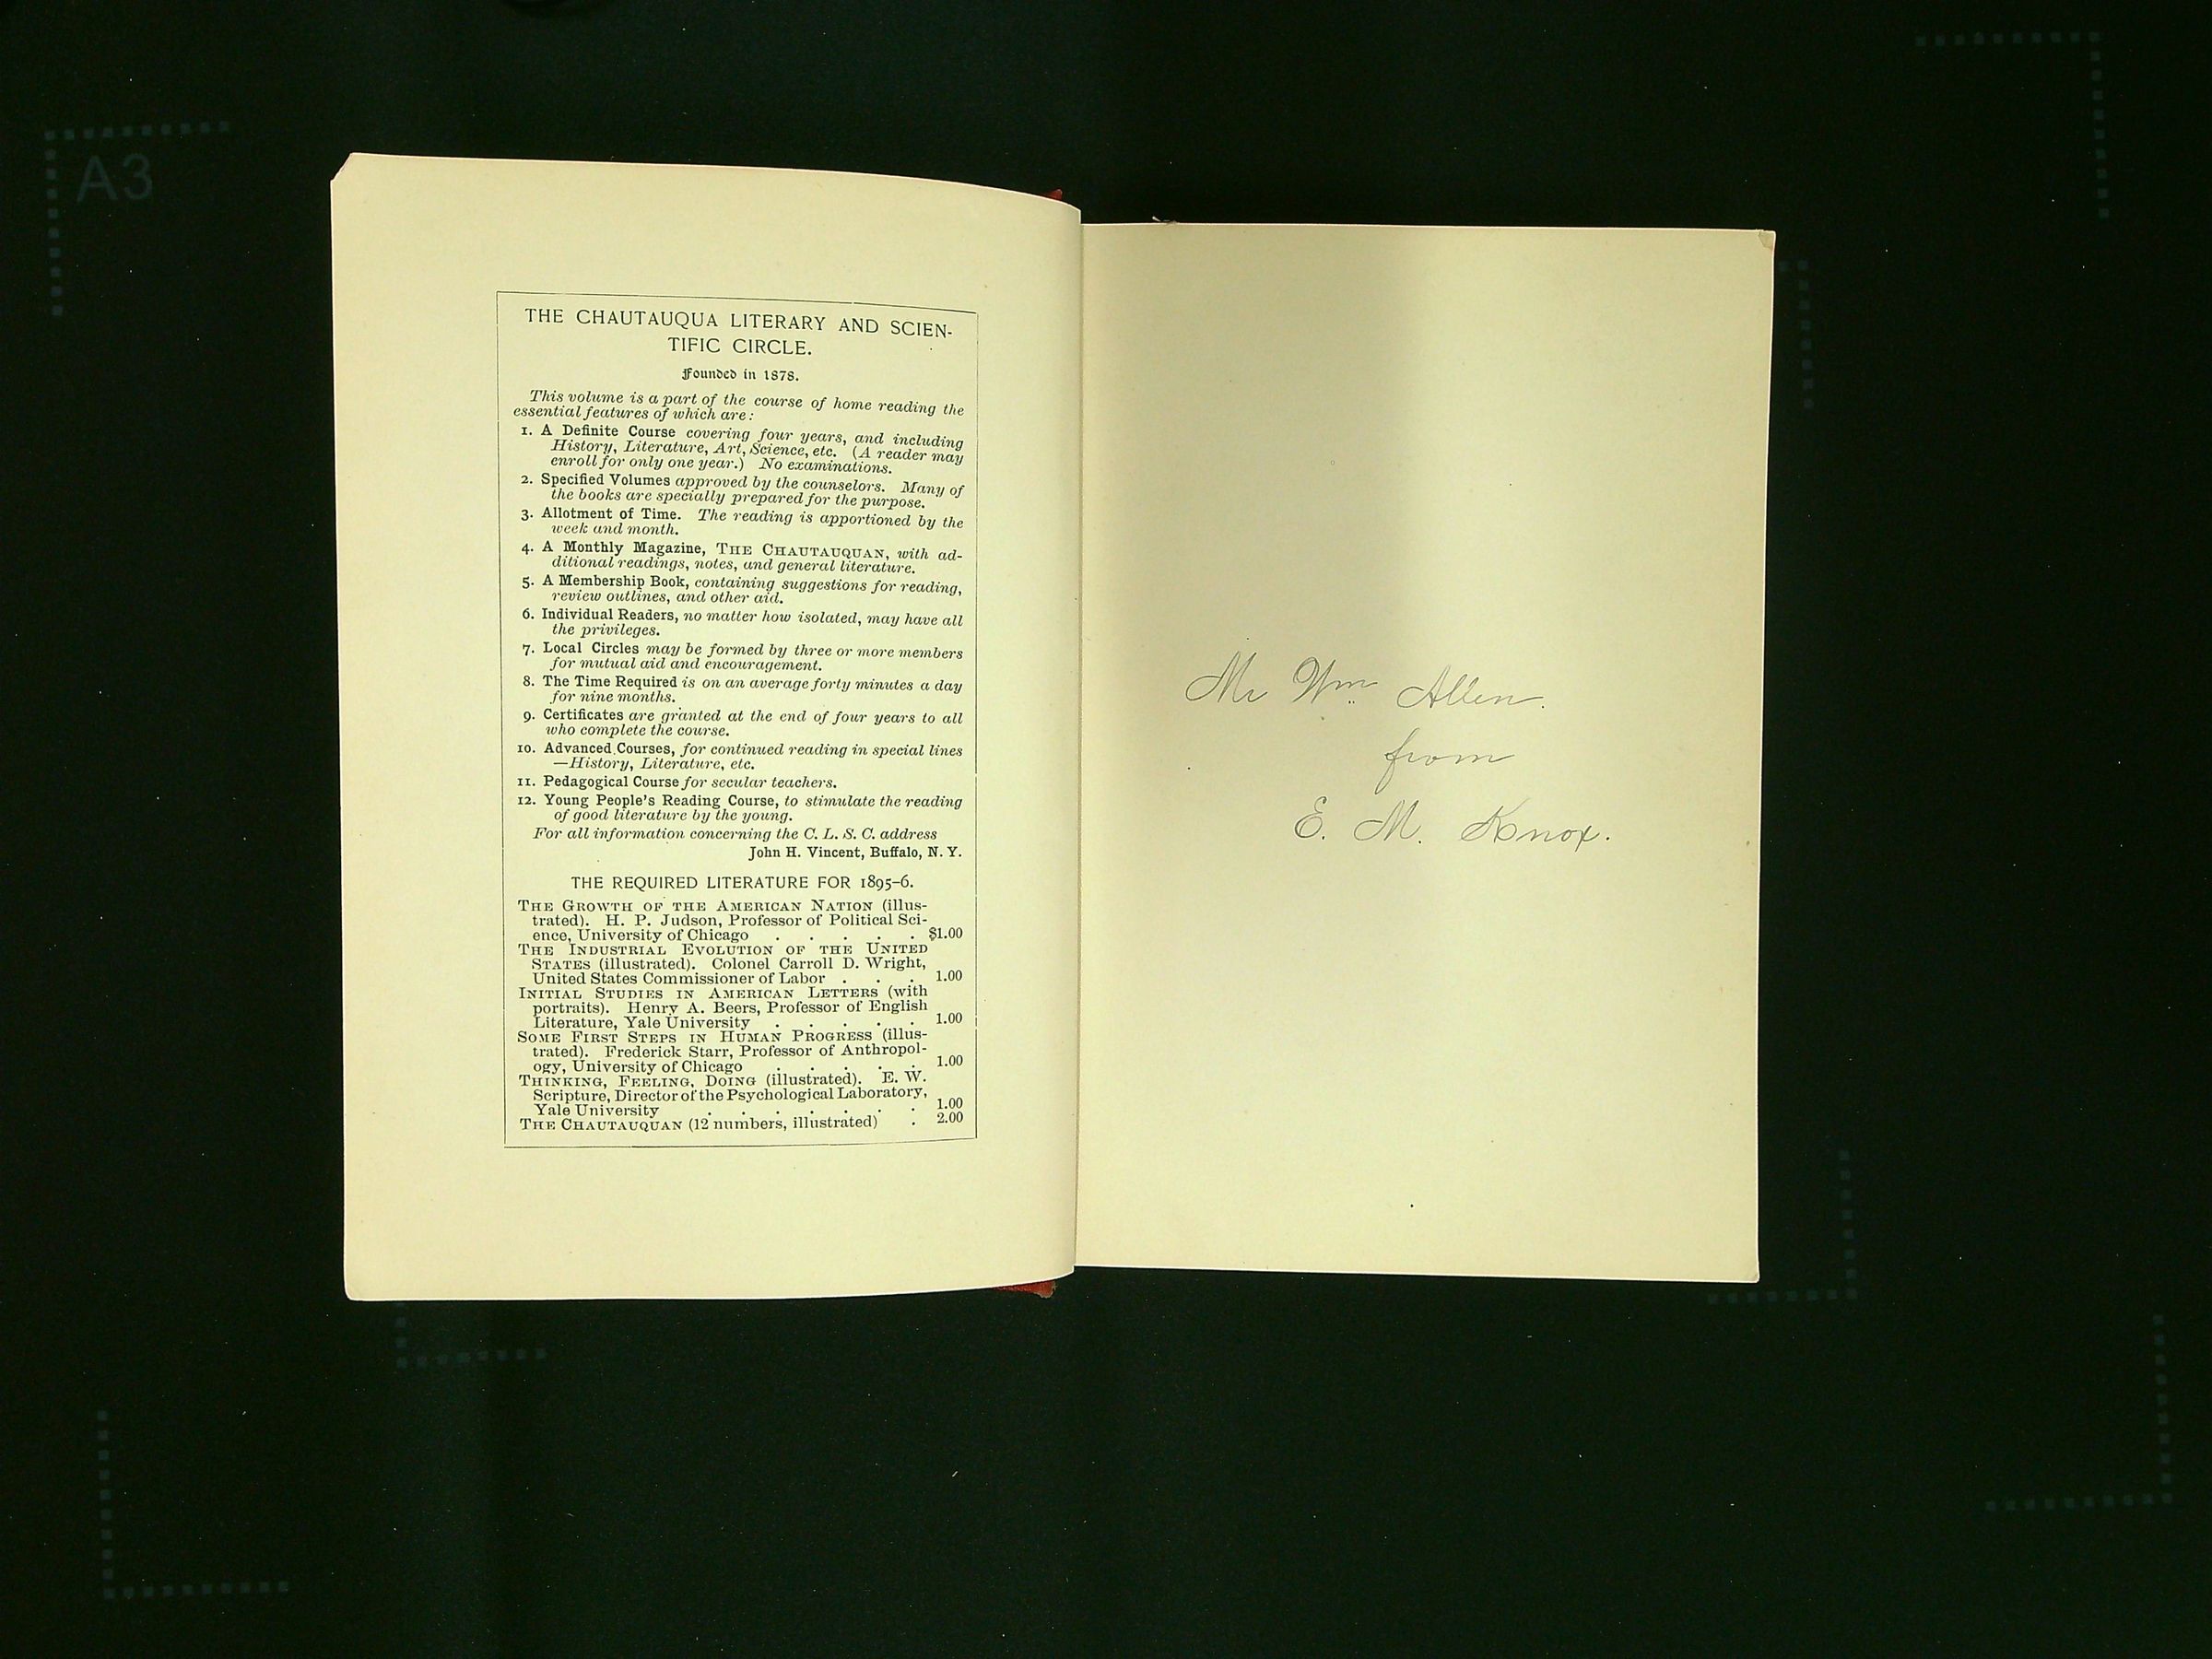 A3
THE CHAUTAUQUA LITERARY AND SCIEN-
TIFIC CIRCLE.
Founded in 1878.
This volume is a part of the course of home reading the
essential features of which are:
1. A Definite Course covering four years, and including
History, Literature, Art, Science, etc. (A reader may
enroll for only one year.) No examinations.
2. Specified Volumes approved by the counselors. Many of
the books are specially prepared for the purpose.
3. Allotment of Time. The reading is apportioned by the
week and month.
4. A Monthly Magazine, THE CHAUTAUQUAN, with ad-
ditional readings, notes, and general literature.
5. A Membership Book, containing suggestions for reading,
review outlines, and other aid.
6. Individual Readers, no matter how isolated, may have all
the privileges.
7. Local Circles may be formed by three or more members
for mutual aid and encouragement.
8. The Time Required is on an average forty minutes a day
for nine months.
9. Certificates are granted at the end of four years to all
who complete the course.
10. Advanced Courses, for continued reading in special lines
—History, Literature, etc.
11. Pedagogical Course for secular teachers.
12. Young People's Reading Course, to stimulate the reading
of good literature by the young.
For all information concerning the C. L. S. C. address
John H. Vincent, Buffalo, N. Y.
THE REQUIRED LITERATURE FOR 1895-6.
THE GROWTH OF THE AMERICAN NATION (illus-
trated). H. P. Judson, Professor of Political Sci-
ence, University of Chicago . . . . . $1.00
THE INDUSTRIAL EVOLUTION OF THE UNITED
STATES (illustrated). Colonel Carroll D. Wright,
United States Commissioner of Labor . . . 1.00
INITIAL STUDIES IN AMERICAN LETTERS (with
portraits). Henry A. Beers, Professor of English
Literature, Yale University . . . . . 1.00
SOME FIRST STEPS IN HUMAN PROGRESS (illus-
trated). Frederick Starr, Professor of Anthropol-
ogy, University of Chicago . . . . . 1.00
THINKING, FEELING, DOING (illustrated). E. W.
Scripture, Director of the Psychological Laboratory,
Yale University . . . . . . . 1.00
THE CHAUTAUQUAN (12 numbers, illustrated) . 2.00
Mr Wm Allen.
from
E. M. Knox.